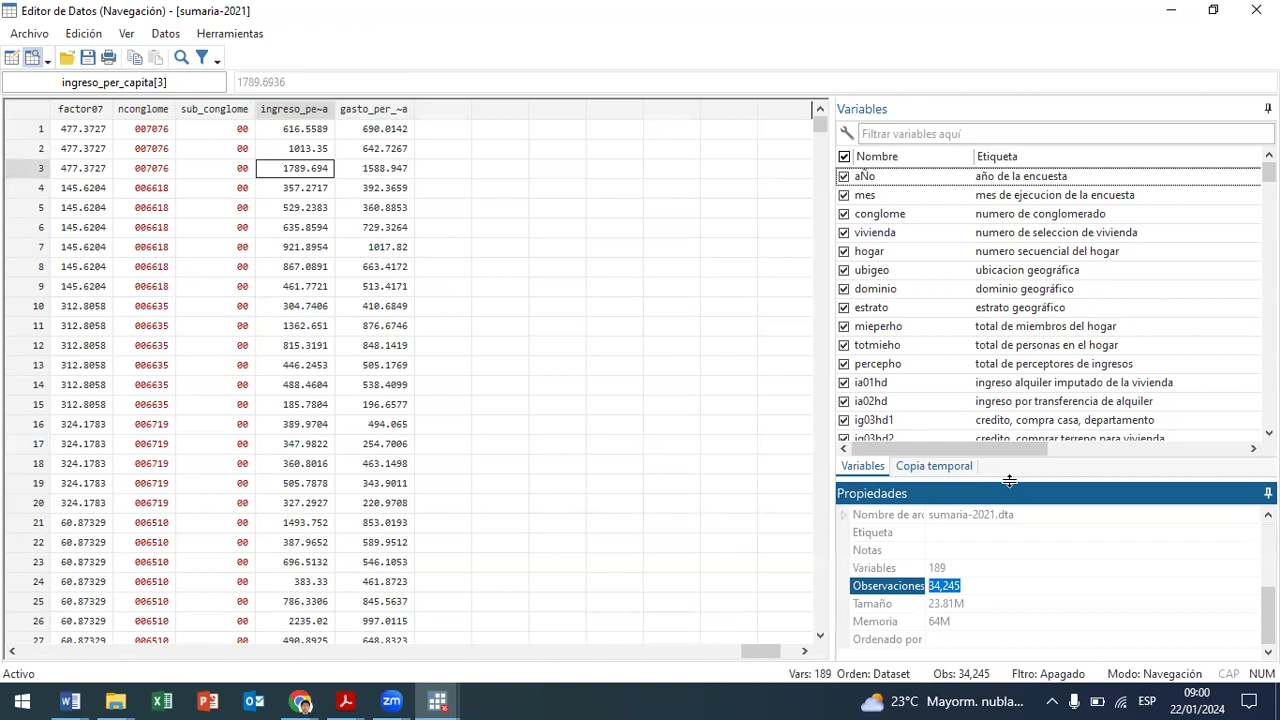 Editor de Datos (Navegación) - [sumaria-2021]
Archivo Edición Ver Datos Herramientas
ingreso_per_capita[3] 1789.6936
factor07 nconglome sub_conglome ingreso_pe~a gasto_per_~a
1 477.3727 007076 00 616.5589 690.0142
2 477.3727 007076 00 1013.35 642.7267
3 477.3727 007076 00 1789.694 1588.947
4 145.6204 006618 00 357.2717 392.3659
5 145.6204 006618 00 529.2383 360.8853
6 145.6204 006618 00 635.8594 729.3264
7 145.6204 006618 00 921.8954 1017.82
8 145.6204 006618 00 867.0891 663.4172
9 145.6204 006618 00 461.7721 513.4171
10 312.8058 006635 00 304.7406 410.6849
11 312.8058 006635 00 1362.651 876.6746
12 312.8058 006635 00 815.3191 848.1419
13 312.8058 006635 00 446.2453 505.1769
14 312.8058 006635 00 488.4604 538.4099
15 312.8058 006635 00 185.7804 196.6577
16 324.1783 006719 00 389.9704 494.065
17 324.1783 006719 00 347.9822 254.7006
18 324.1783 006719 00 360.8016 463.1498
19 324.1783 006719 00 505.7878 343.9011
20 324.1783 006719 00 327.2927 220.9708
21 60.87329 006510 00 1493.752 853.0193
22 60.87329 006510 00 387.9652 589.9512
23 60.87329 006510 00 696.5132 546.1053
24 60.87329 006510 00 383.33 461.8723
25 60.87329 006510 00 786.3306 845.5637
26 60.87329 006510 00 2235.02 997.0115
27 60.87329 006510 00 490.8925 648.8323
Variables
Filtrar variables aquí
Nombre Etiqueta
aÑo año de la encuesta
mes mes de ejecucion de la encuesta
conglome numero de conglomerado
vivienda numero de seleccion de vivienda
hogar numero secuencial del hogar
ubigeo ubicacion geográfica
dominio dominio geográfico
estrato estrato geográfico
mieperho total de miembros del hogar
totmieho total de personas en el hogar
percepho total de perceptores de ingresos
ia01hd ingreso alquiler imputado de la vivienda
ia02hd ingreso por transferencia de alquiler
ig03hd1 credito, compra casa, departamento
ig03hd2 credito, comprar terreno para vivienda
Variables Copia temporal
Propiedades
Nombre de arc sumaria-2021.dta
Etiqueta
Notas
Variables 189
Observaciones 34,245
Tamaño 23.81M
Memoria 64M
Ordenado por
Activo Vars: 189 Orden: Dataset Obs: 34,245 Fltro: Apagado Modo: Navegación CAP NUM
23°C Mayorm. nubla... ESP 09:00
22/01/2024